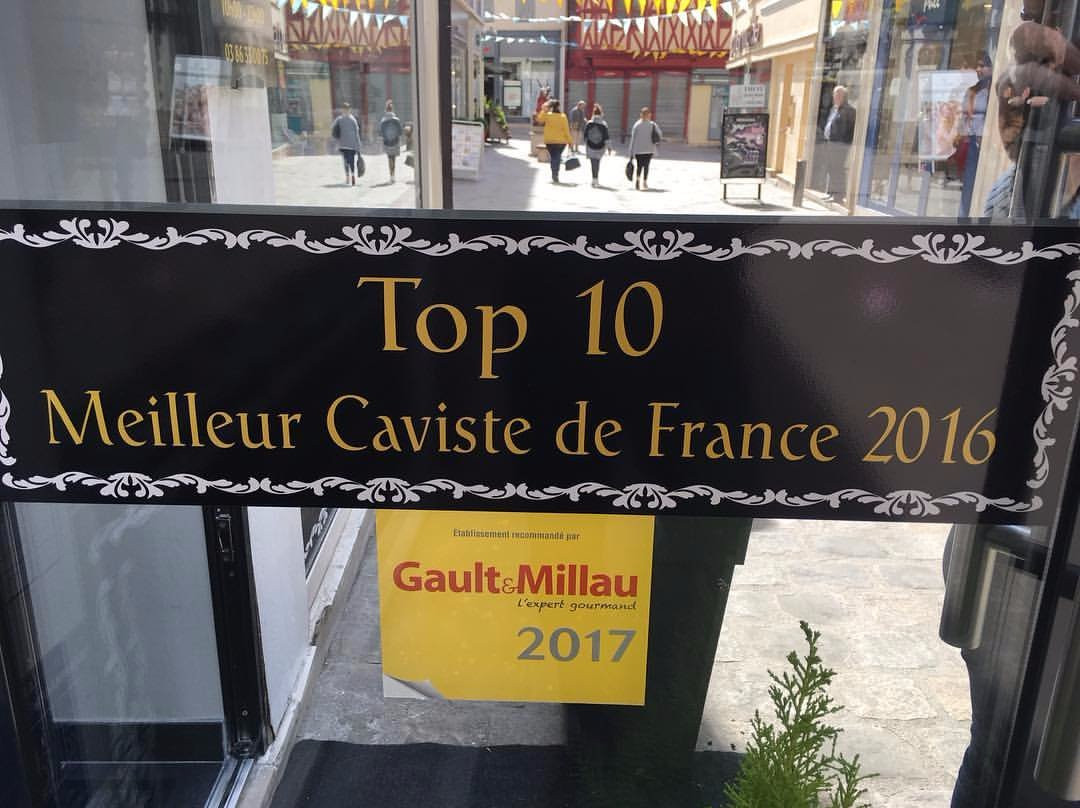 Top 10
Meilleur Caviste de France 2016
Etablissement recommandé par
Gault&Millau
L'expert gourmand
2017